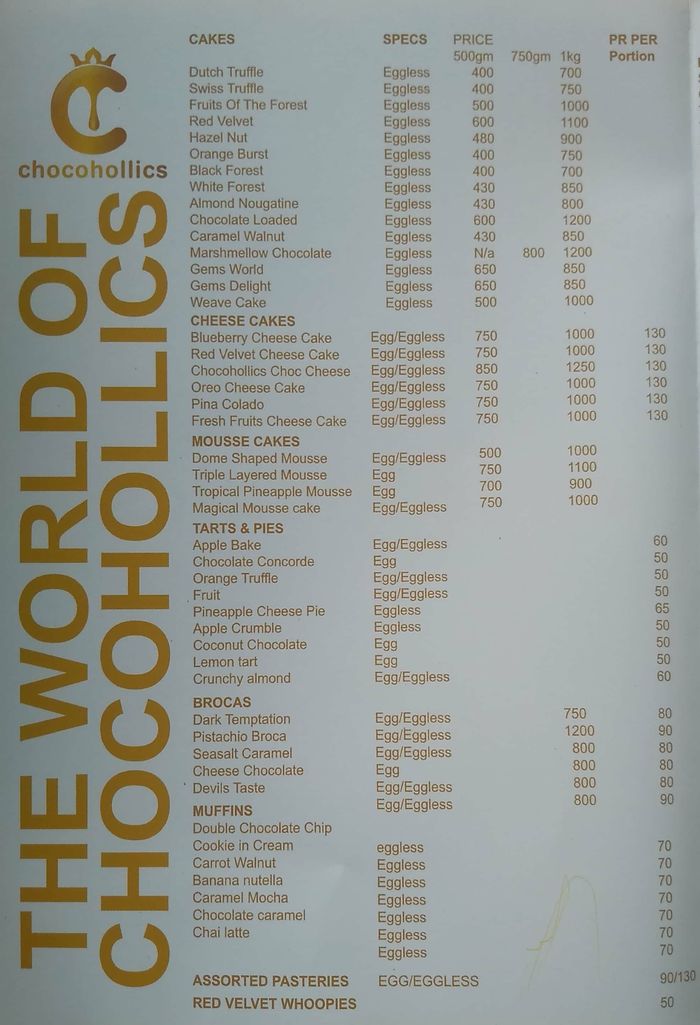 chocohollics
THE WORLD OF
CHOCOHOLLICS
CAKES SPECS PRICE PR PER
500gm 750gm 1kg Portion
Dutch Truffle Eggless 400 700
Swiss Truffle Eggless 400 750
Fruits Of The Forest Eggless 500 1000
Red Velvet Eggless 600 1100
Hazel Nut Eggless 480 900
Orange Burst Eggless 400 750
Black Forest Eggless 400 700
White Forest Eggless 430 850
Almond Nougatine Eggless 430 800
Chocolate Loaded Eggless 600 1200
Caramel Walnut Eggless 430 850
Marshmellow Chocolate Eggless N/a 800 1200
Gems World Eggless 650 850
Gems Delight Eggless 650 850
Weave Cake Eggless 500 1000
CHEESE CAKES
Blueberry Cheese Cake Egg/Eggless 750 1000 130
Red Velvet Cheese Cake Egg/Eggless 750 1000 130
Chocohollics Choc Cheese Egg/Eggless 850 1250 130
Oreo Cheese Cake Egg/Eggless 750 1000 130
Pina Colado Egg/Eggless 750 1000 130
Fresh Fruits Cheese Cake Egg/Eggless 750 1000 130
MOUSSE CAKES
Dome Shaped Mousse Egg/Eggless 500 1000
Triple Layered Mousse Egg 750 1100
Tropical Pineapple Mousse Egg 700 900
Magical Mousse cake Egg/Eggless 750 1000
TARTS & PIES
Apple Bake Egg/Eggless 60
Chocolate Concorde Egg 50
Orange Truffle Egg/Eggless 50
Fruit Egg/Eggless 50
Pineapple Cheese Pie Eggless 65
Apple Crumble Eggless 50
Coconut Chocolate Egg 50
Lemon tart Egg 50
Crunchy almond Egg/Eggless 60
BROCAS
Dark Temptation Egg/Eggless 750 80
Pistachio Broca Egg/Eggless 1200 90
Seasalt Caramel Egg/Eggless 800 80
Cheese Chocolate Egg 800 80
Devils Taste Egg/Eggless 800 80
MUFFINS Egg/Eggless 800 90
Double Chocolate Chip
Cookie in Cream eggless 70
Carrot Walnut Eggless 70
Banana nutella Eggless 70
Caramel Mocha Eggless 70
Chocolate caramel Eggless 70
Chai latte Eggless 70
Eggless 70
ASSORTED PASTERIES EGG/EGGLESS 90/130
RED VELVET WHOOPIES 50